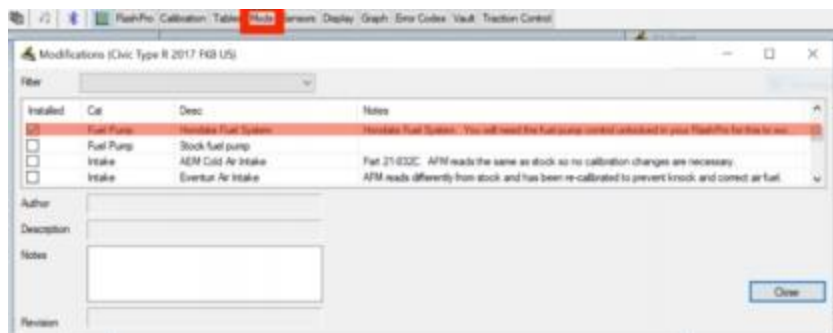 FlashPro Calibration Tables Mods Sensors Display Graph Error Codes Vault Traction Control
Modifications (Civic Type R 2017 FK8 US)
Filter
Installed Cat Desc Notes
Fuel Pump Hondata Fuel System Hondata Fuel System. You will need the fuel pump control unlocked in your FlashPro for this to wo...
Fuel Pump Stock fuel pump
Intake AEM Cold Air Intake Part 21-832C. AFM reads the same as stock so no calibration changes are necessary.
Intake Eventuri Air Intake AFM reads differently from stock and has been re-calibrated to prevent knock and correct air fuel.
Author
Description
Notes
Close
Revision